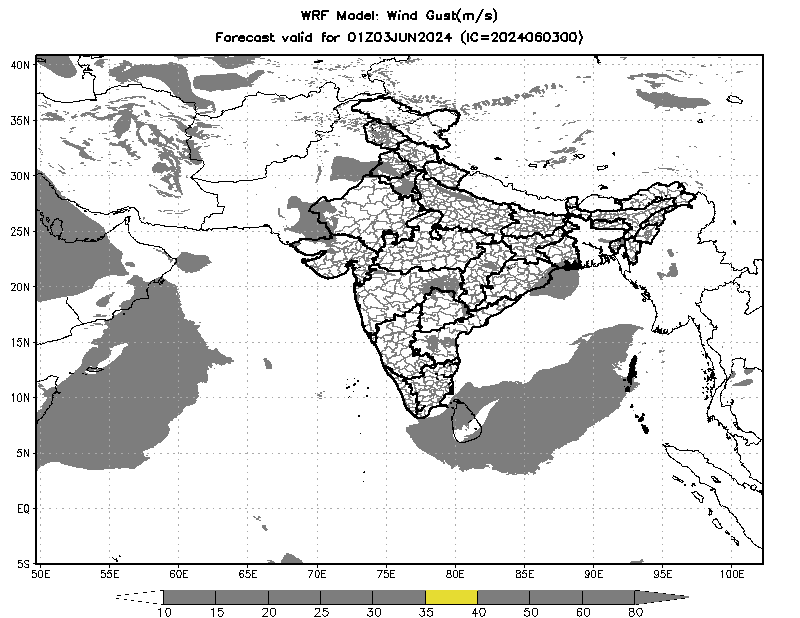 WRF Model: Wind Gust(m/s)
Forecast valid for 01Z03JUN2024 (IC=2024060300)
40N
35N
30N
25N
20N
15N
10N
5N
EQ
5S
50E 55E 60E 65E 70E 75E 80E 85E 90E 95E 100E
10 15 20 25 30 35 40 50 60 80